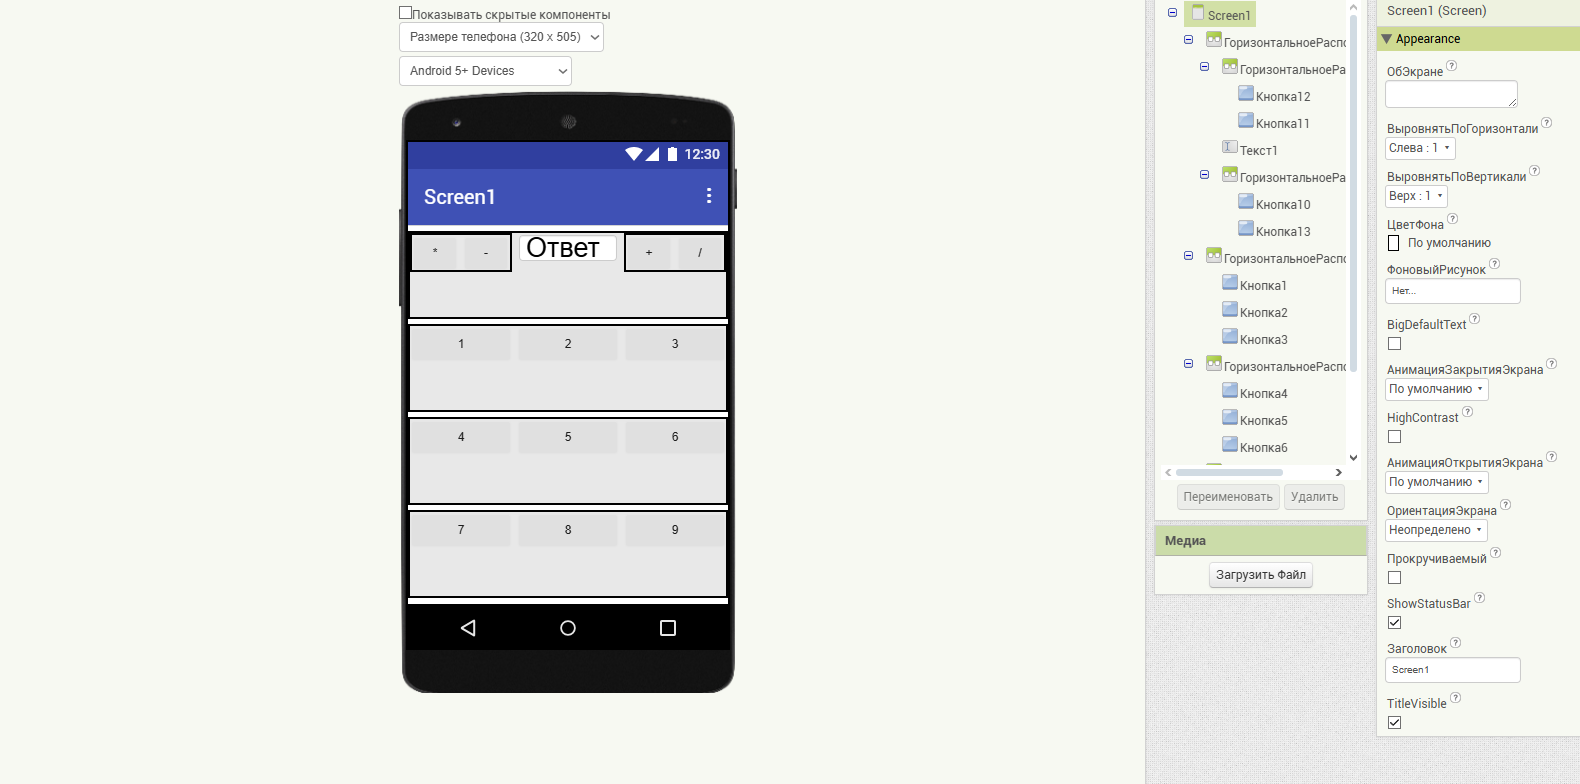 Показывать скрытые компоненты
Размере телефона (320 x 505)
Android 5+ Devices
12:30
Screen1
* - Ответ + /
1 2 3
4 5 6
7 8 9
Screen1
ГоризонтальноеРаспо
ГоризонтальноеРа
Кнопка12
Кнопка11
Текст1
ГоризонтальноеРа
Кнопка10
Кнопка13
ГоризонтальноеРаспо
Кнопка1
Кнопка2
Кнопка3
ГоризонтальноеРаспо
Кнопка4
Кнопка5
Кнопка6
Переименовать Удалить
Медиа
Загрузить Файл
Screen1 (Screen)
Appearance
ОбЭкране ?
ВыровнятьПоГоризонтали ?
Слева : 1
ВыровнятьПоВертикали ?
Верх : 1
ЦветФона ?
По умолчанию
ФоновыйРисунок ?
Нет...
BigDefaultText ?
АнимацияЗакрытияЭкрана ?
По умолчанию
HighContrast ?
АнимацияОткрытияЭкрана ?
По умолчанию
ОриентацияЭкрана ?
Неопределено
Прокручиваемый ?
ShowStatusBar ?
Заголовок ?
Screen1
TitleVisible ?